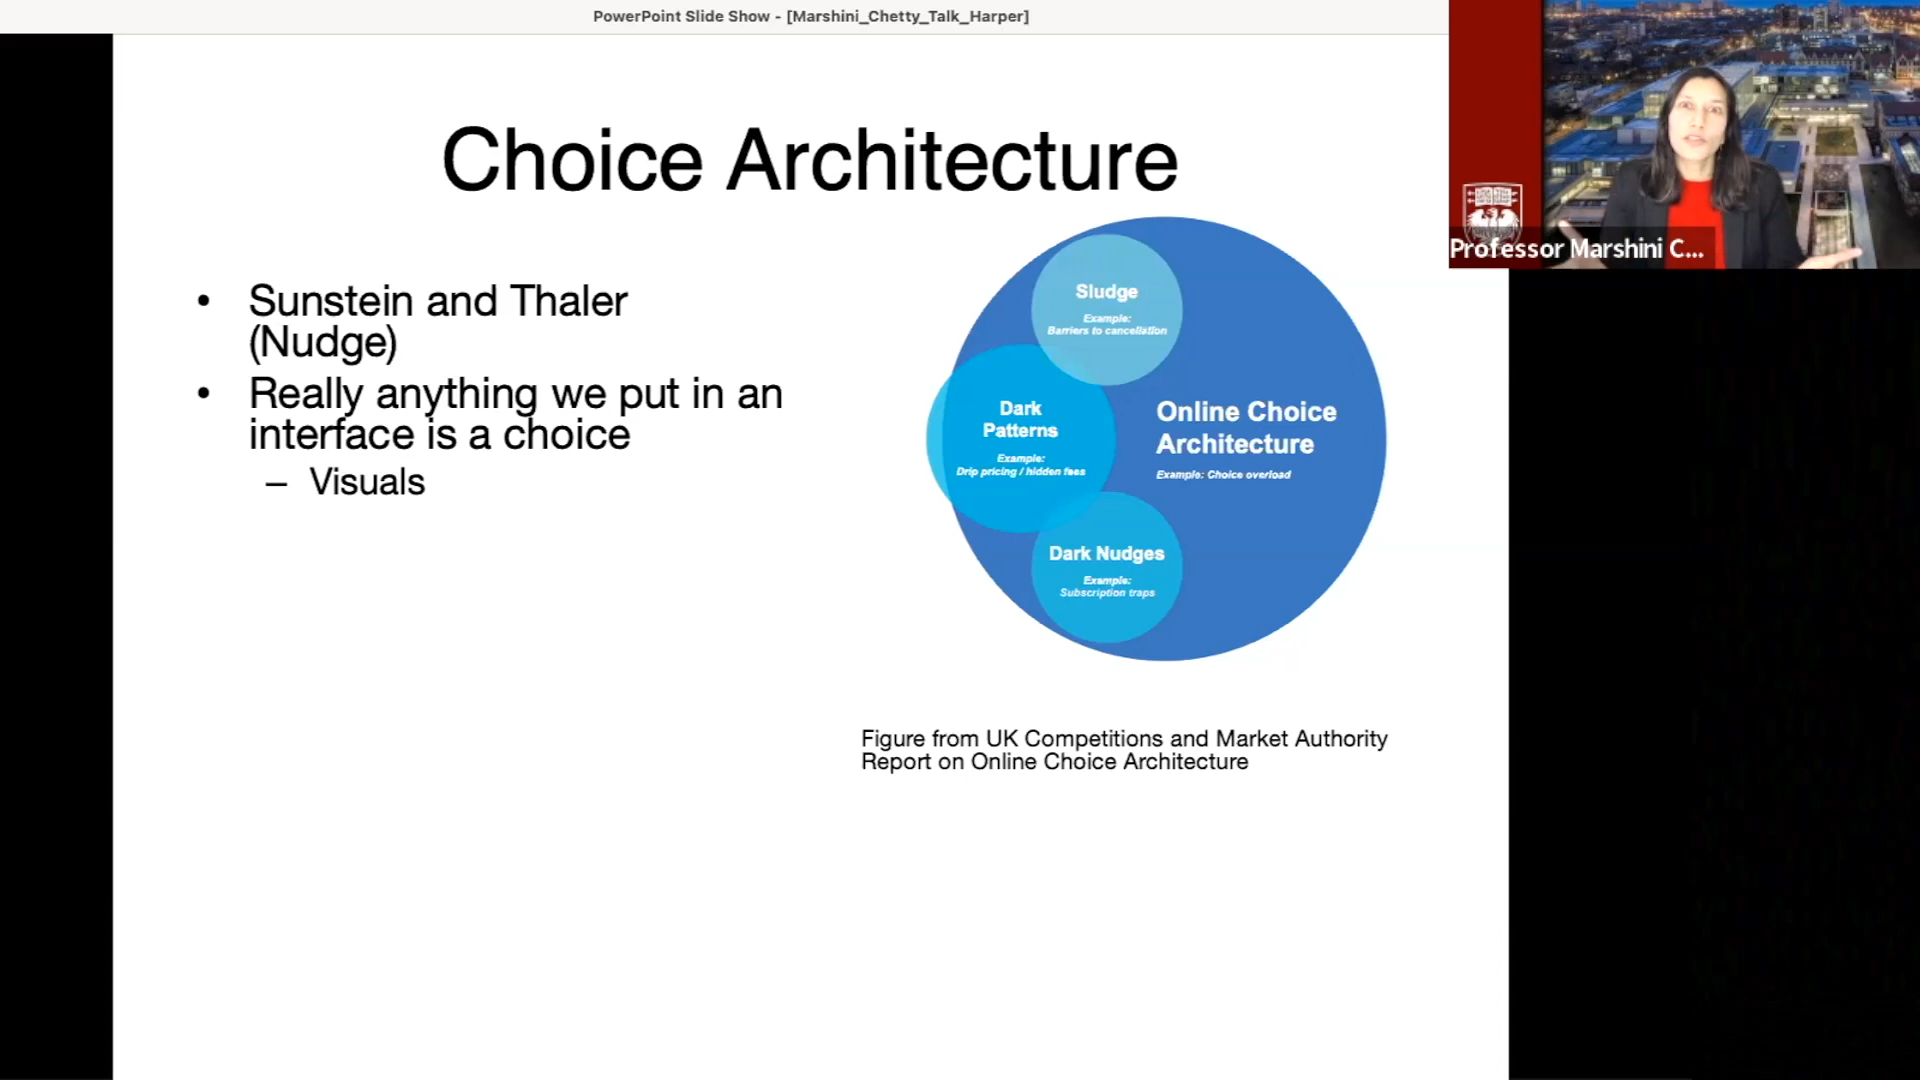 PowerPoint Slide Show - [Marshini_Chetty_Talk_Harper]
Choice Architecture
• Sunstein and Thaler
(Nudge)
• Really anything we put in an
interface is a choice
– Visuals
Sludge
Example:
Barriers to cancellation
Dark
Patterns
Example:
Drip pricing / hidden fees
Online Choice
Architecture
Example: Choice overload
Dark Nudges
Example:
Subscription traps
Figure from UK Competitions and Market Authority
Report on Online Choice Architecture
Professor Marshini C...